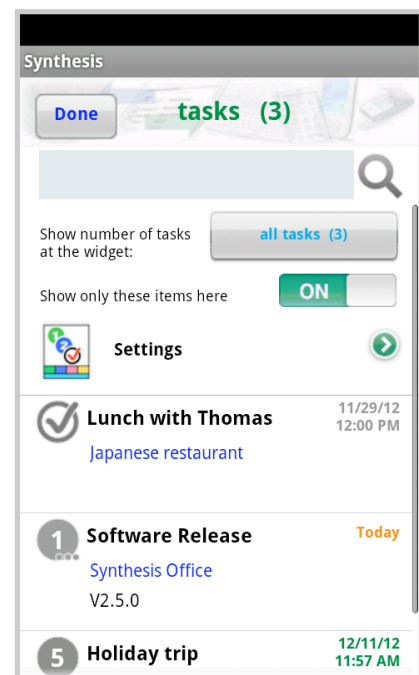 Synthesis
Done
tasks (3)
Show number of tasks
at the widget:
all tasks (3)
Show only these items here
ON
1
2
Settings
Lunch with Thomas
11/29/12
12:00 PM
Japanese restaurant
1
Software Release
Today
Synthesis Office
V2.5.0
5
Holiday trip
12/11/12
11:57 AM